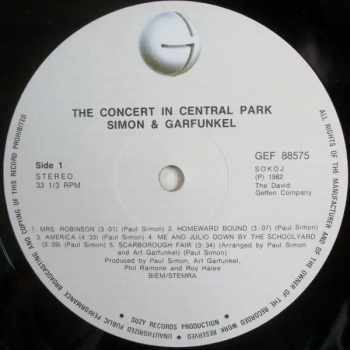 THE CONCERT IN CENTRAL PARK
SIMON & GARFUNKEL
Side 1
STEREO
33 1/3 RPM
GEF 88575
SOKOJ
(P) 1982
The David
Geffen Company
1. MRS. ROBINSON (3:01) (Paul Simon) 2. HOMEWARD BOUND (3:07) (Paul Simon)
3. AMERICA (4:33) (Paul Simon) 4. ME AND JULIO DOWN BY THE SCHOOLYARD
(3:09) (Paul Simon) 5. SCARBOROUGH FAIR (3:34) (Arranged by Paul Simon
and Art Garfunkel) (Paul Simon)
Produced by Paul Simon, Art Garfunkel,
Phil Ramone and Roy Halee
BIEM/STEMRA
SUZY RECORDS PRODUCTION
ALL RIGHTS OF THE MANUFACTURER AND OF THE OWNER OF THE RECORDED WORK RESERVED
UNAUTHORIZED PUBLIC PERFORMANCE BROADCASTING AND COPYING OF THIS RECORD PROHIBITED